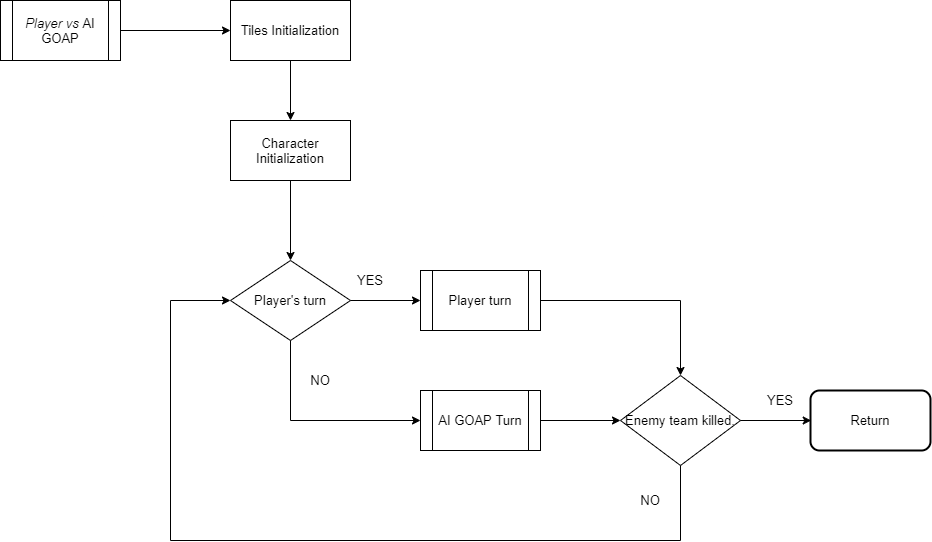 Player vs AI
GOAP
Tiles Initialization
Character
Initialization
Player's turn
YES
Player turn
NO
AI GOAP Turn
Enemy team killed
YES
Return
NO